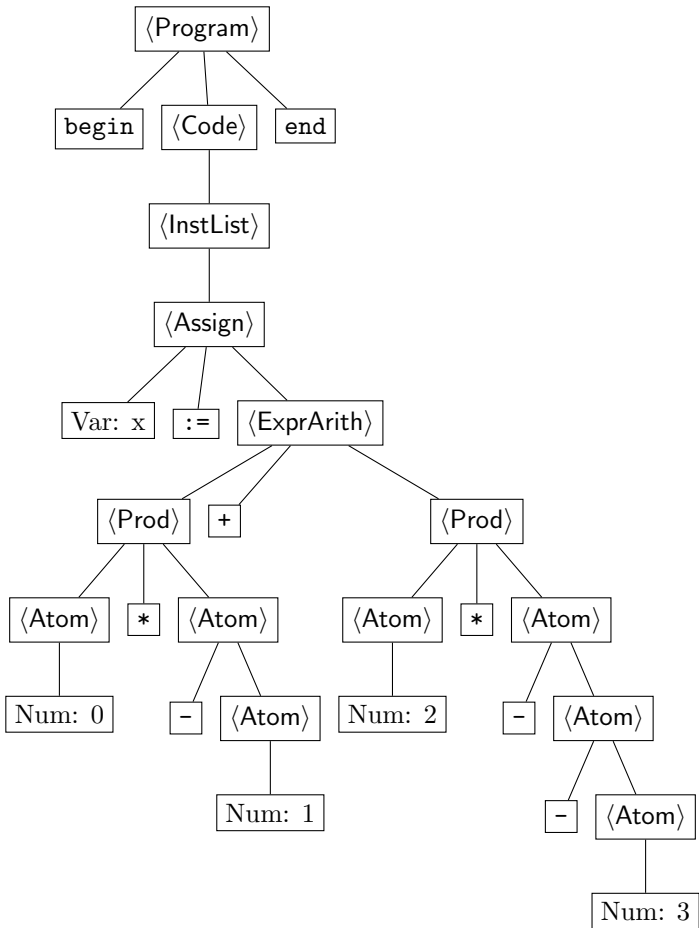 ⟨Program⟩
begin ⟨Code⟩ end
⟨InstList⟩
⟨Assign⟩
Var: x := ⟨ExprArith⟩
⟨Prod⟩ + ⟨Prod⟩
⟨Atom⟩ * ⟨Atom⟩ ⟨Atom⟩ * ⟨Atom⟩
Num: 0 - ⟨Atom⟩ Num: 2 - ⟨Atom⟩
Num: 1 - ⟨Atom⟩
Num: 3